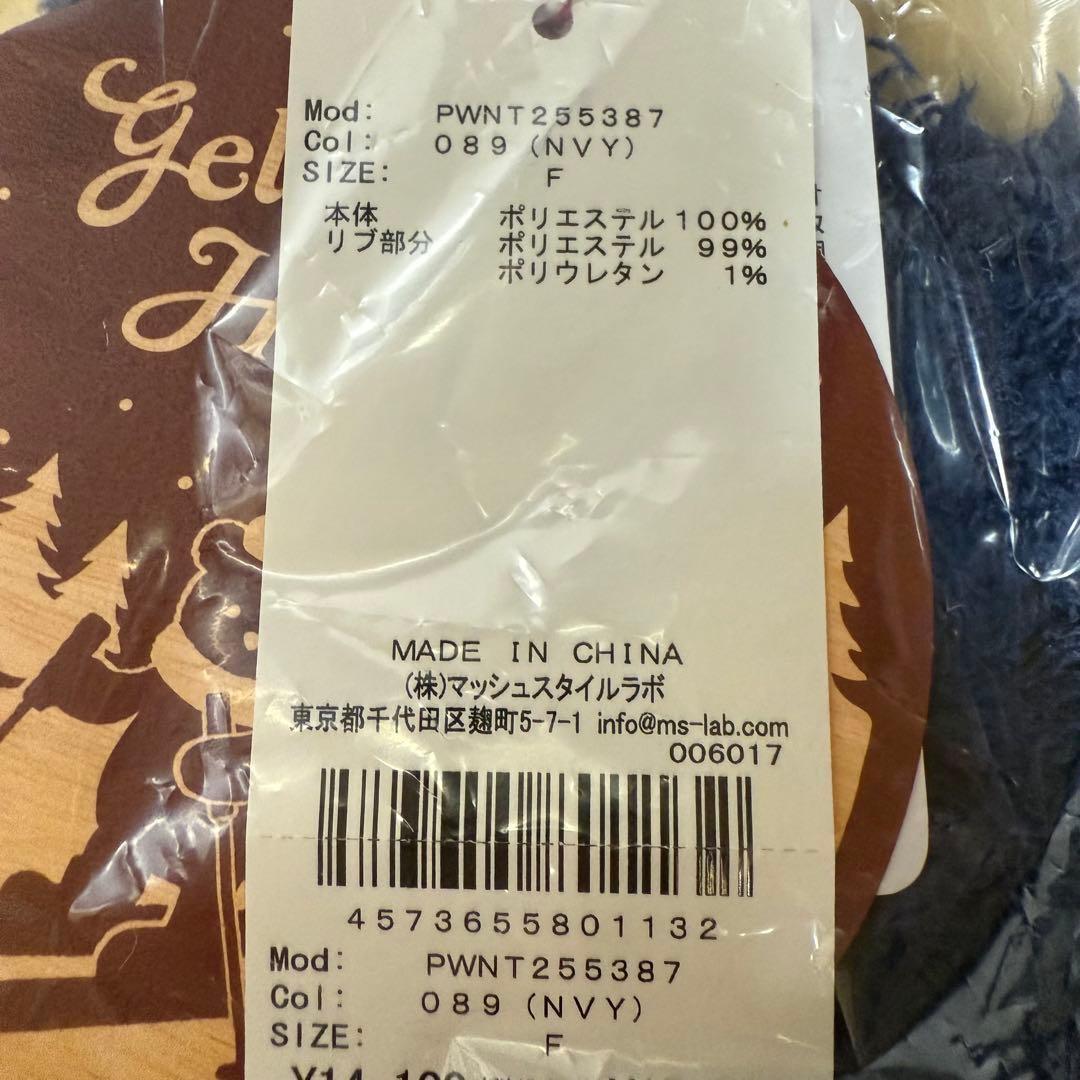 Gel
H
Mod: PWNT255387
Col: 089 (NVY)
SIZE: F
本体 ポリエステル 100%
リブ部分 ポリエステル 99%
ポリウレタン 1%
MADE IN CHINA
(株)マッシュスタイルラボ
東京都千代田区麹町5-7-1 info@ms-lab.com
006017
4573655801132
Mod: PWNT255387
Col: 089 (NVY)
SIZE: F